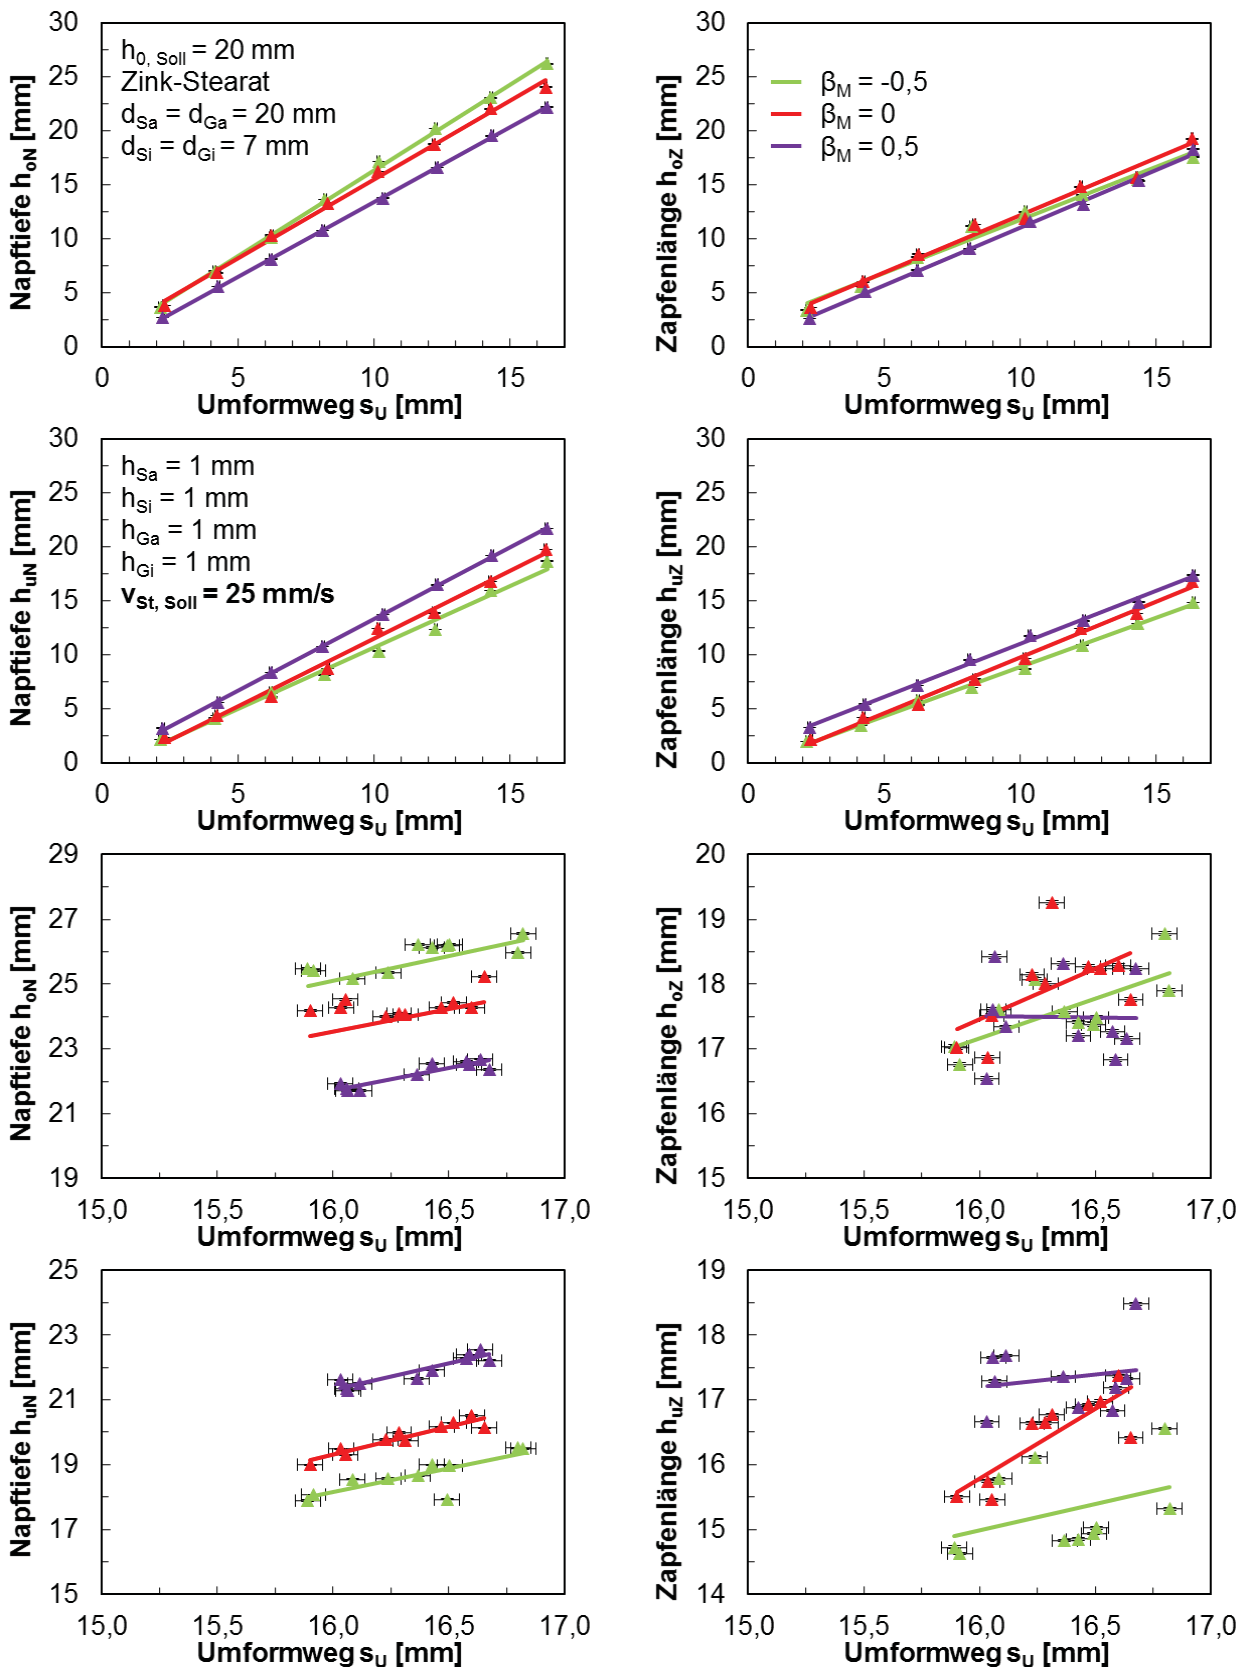 30
25
20
15
10
5
0
Napftiefe h_oN [mm]
h_0, Soll = 20 mm
Zink-Stearat
d_Sa = d_Ga = 20 mm
d_Si = d_Gi = 7 mm
0 5 10 15
Umformweg s_U [mm]
30
25
20
15
10
5
0
Zapfenlänge h_oZ [mm]
β_M = -0,5
β_M = 0
β_M = 0,5
0 5 10 15
Umformweg s_U [mm]
30
25
20
15
10
5
0
Napftiefe h_uN [mm]
h_Sa = 1 mm
h_Si = 1 mm
h_Ga = 1 mm
h_Gi = 1 mm
v_St, Soll = 25 mm/s
0 5 10 15
Umformweg s_U [mm]
30
25
20
15
10
5
0
Zapfenlänge h_uZ [mm]
0 5 10 15
Umformweg s_U [mm]
29
27
25
23
21
19
Napftiefe h_oN [mm]
15,0 15,5 16,0 16,5 17,0
Umformweg s_U [mm]
20
19
18
17
16
15
Zapfenlänge h_oZ [mm]
15,0 15,5 16,0 16,5 17,0
Umformweg s_U [mm]
25
23
21
19
17
15
Napftiefe h_uN [mm]
15,0 15,5 16,0 16,5 17,0
Umformweg s_U [mm]
19
18
17
16
15
14
Zapfenlänge h_uZ [mm]
15,0 15,5 16,0 16,5 17,0
Umformweg s_U [mm]